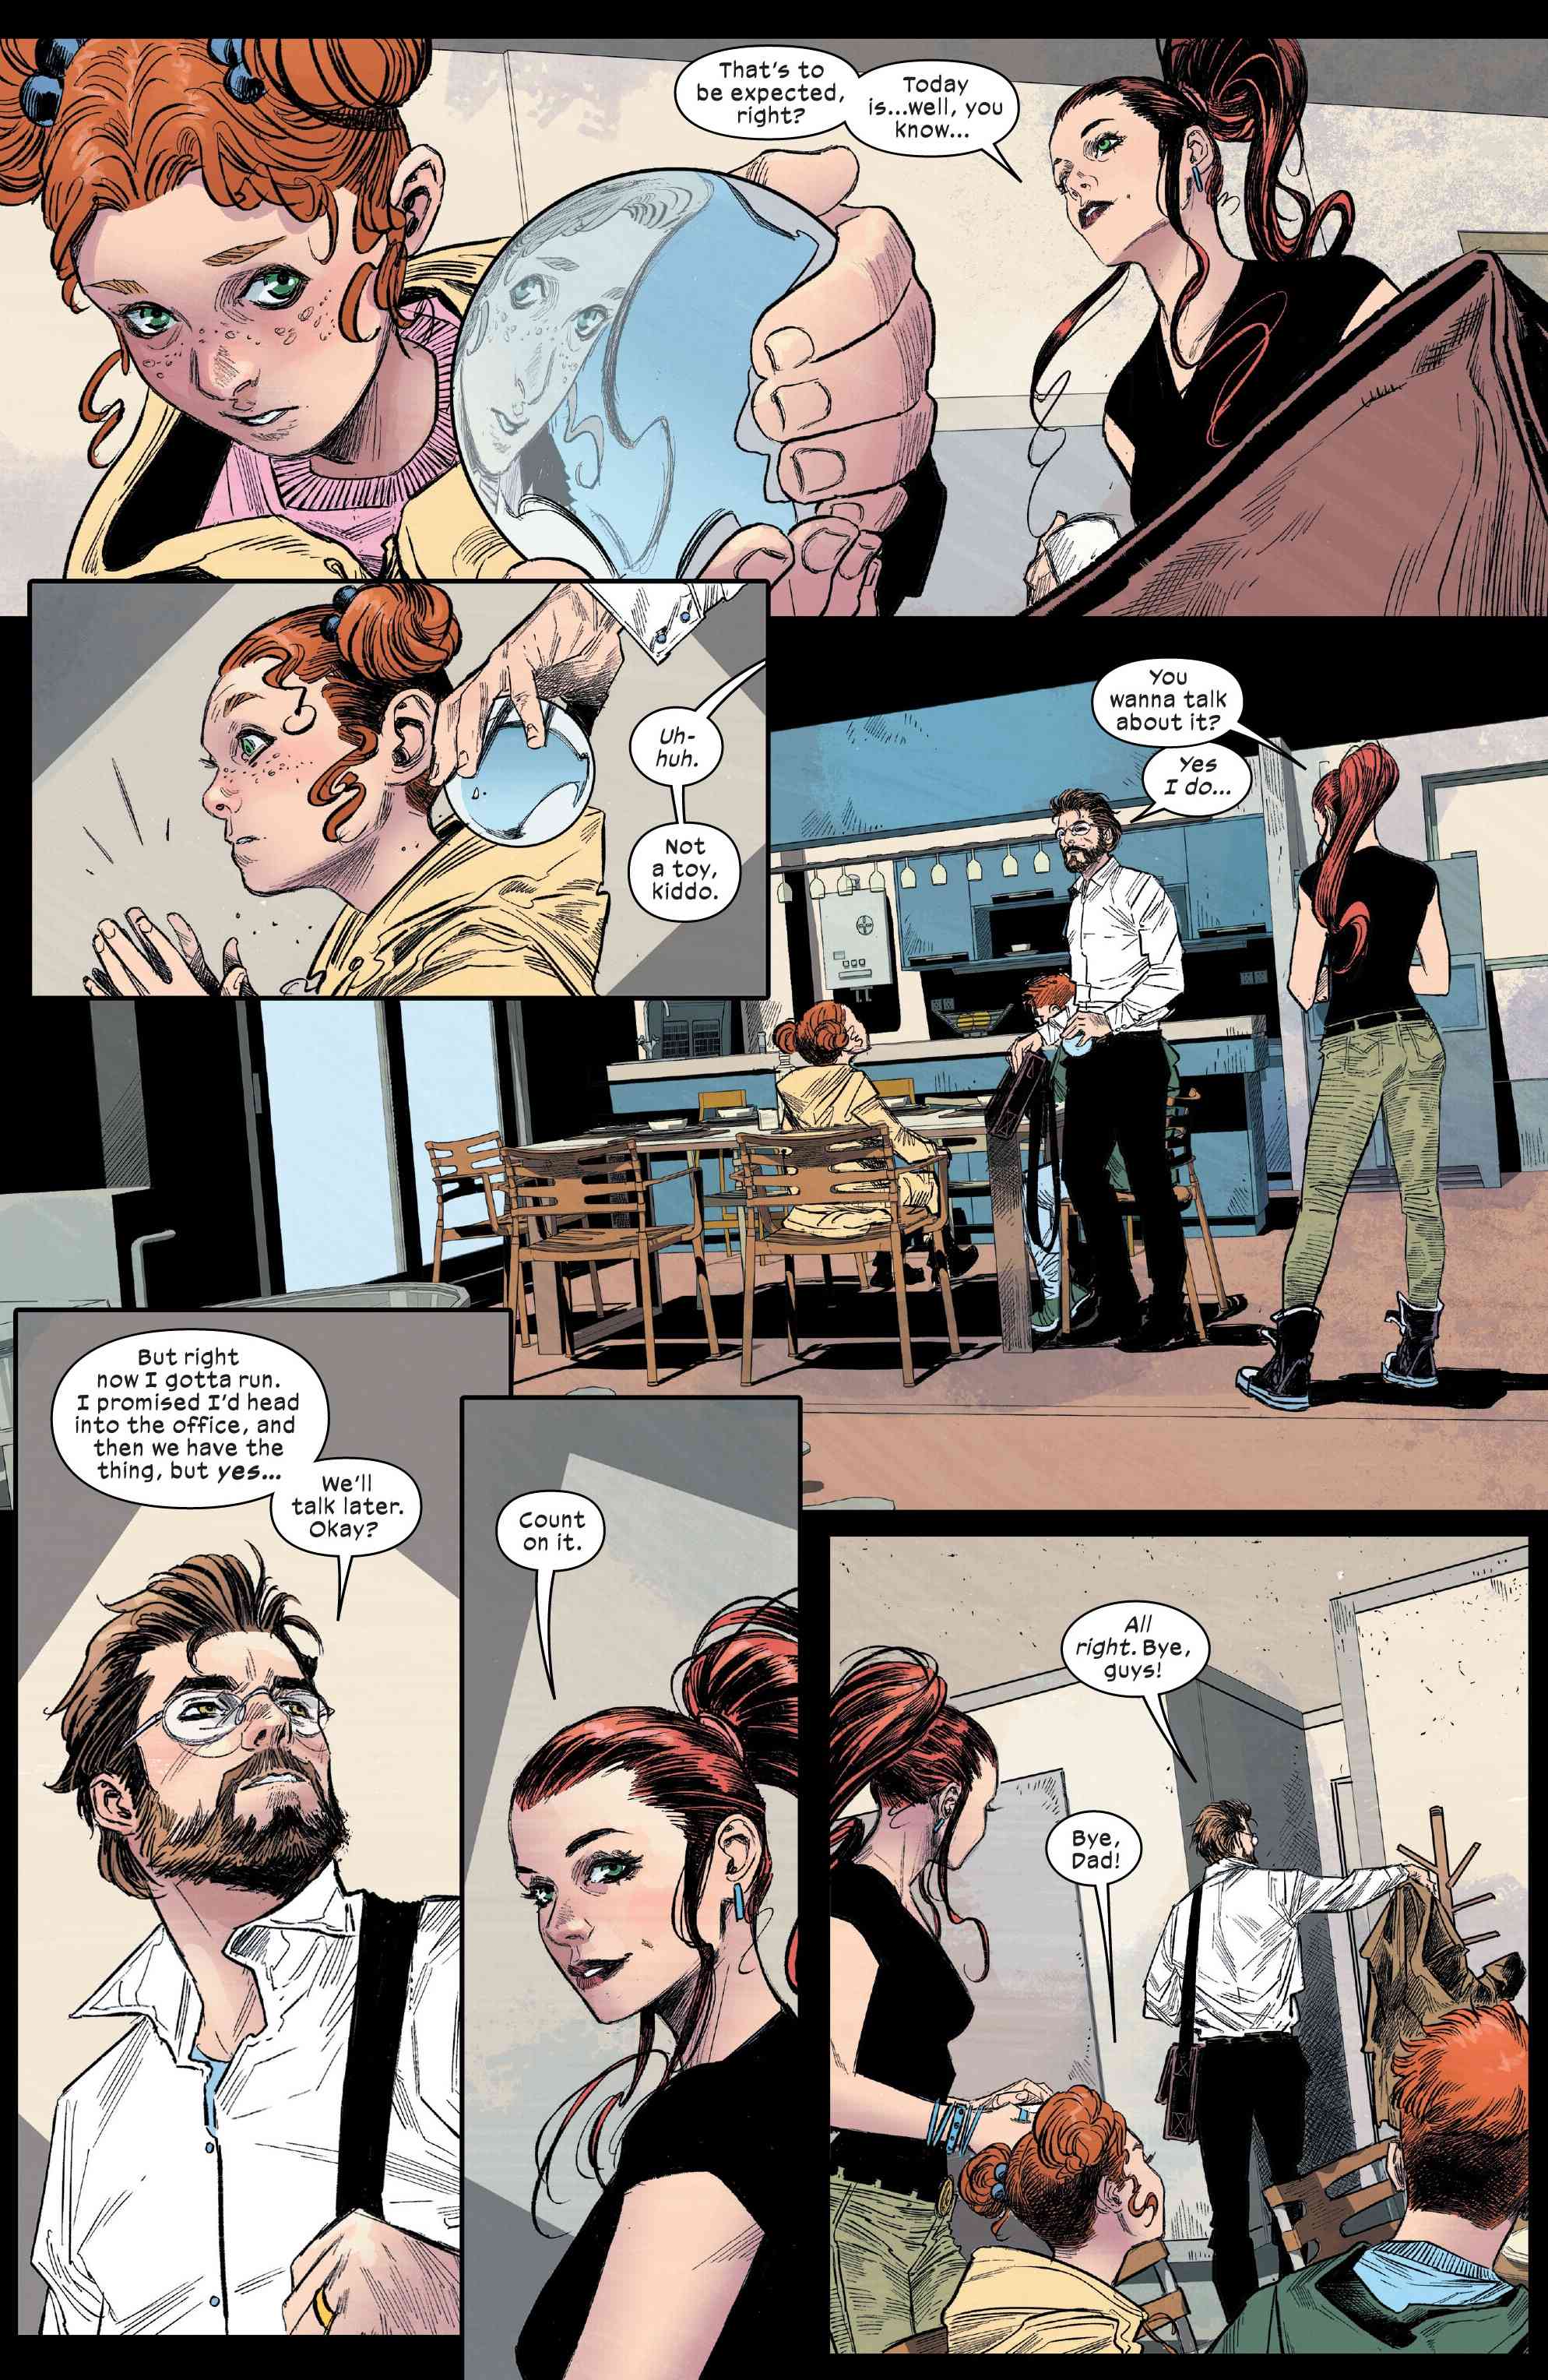 That's to
be expected,
right?
Today
is...well, you
know...
Uh-
huh.
Not
a toy,
kiddo.
You
wanna talk
about it?
Yes
I do...
But right
now I gotta run.
I promised I'd head
into the office, and
then we have the
thing, but yes...
We'll
talk later.
Okay?
Count
on it.
All
right. Bye,
guys!
Bye,
Dad!